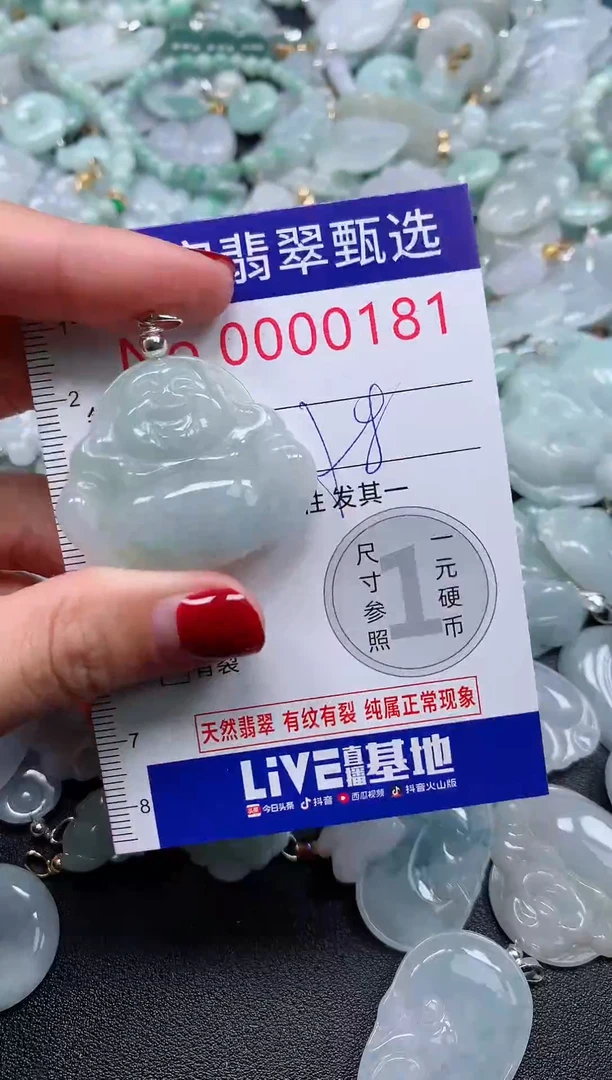 翡翠甄选
No 0000181
2
发其一
尺寸参照
1
一元硬币
有裂
天然翡翠 有纹有裂 纯属正常现象
7
LiVE直播基地
8
今日头条 抖音 西瓜视频 抖音火山版